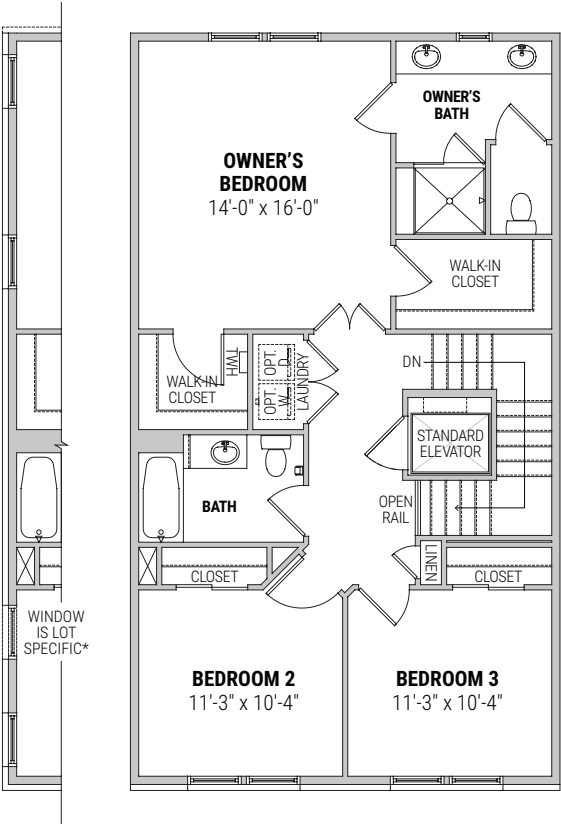 OWNER'S
BATH
OWNER'S
BEDROOM
14'-0" x 16'-0"
WALK-IN
CLOSET
DN
OPT.
D
OPT.
W
LAUNDRY
TWH
WALK-IN
CLOSET
STANDARD
ELEVATOR
BATH
OPEN
RAIL
LINEN
CLOSET
CLOSET
WINDOW
IS LOT
SPECIFIC*
BEDROOM 2
11'-3" x 10'-4"
BEDROOM 3
11'-3" x 10'-4"